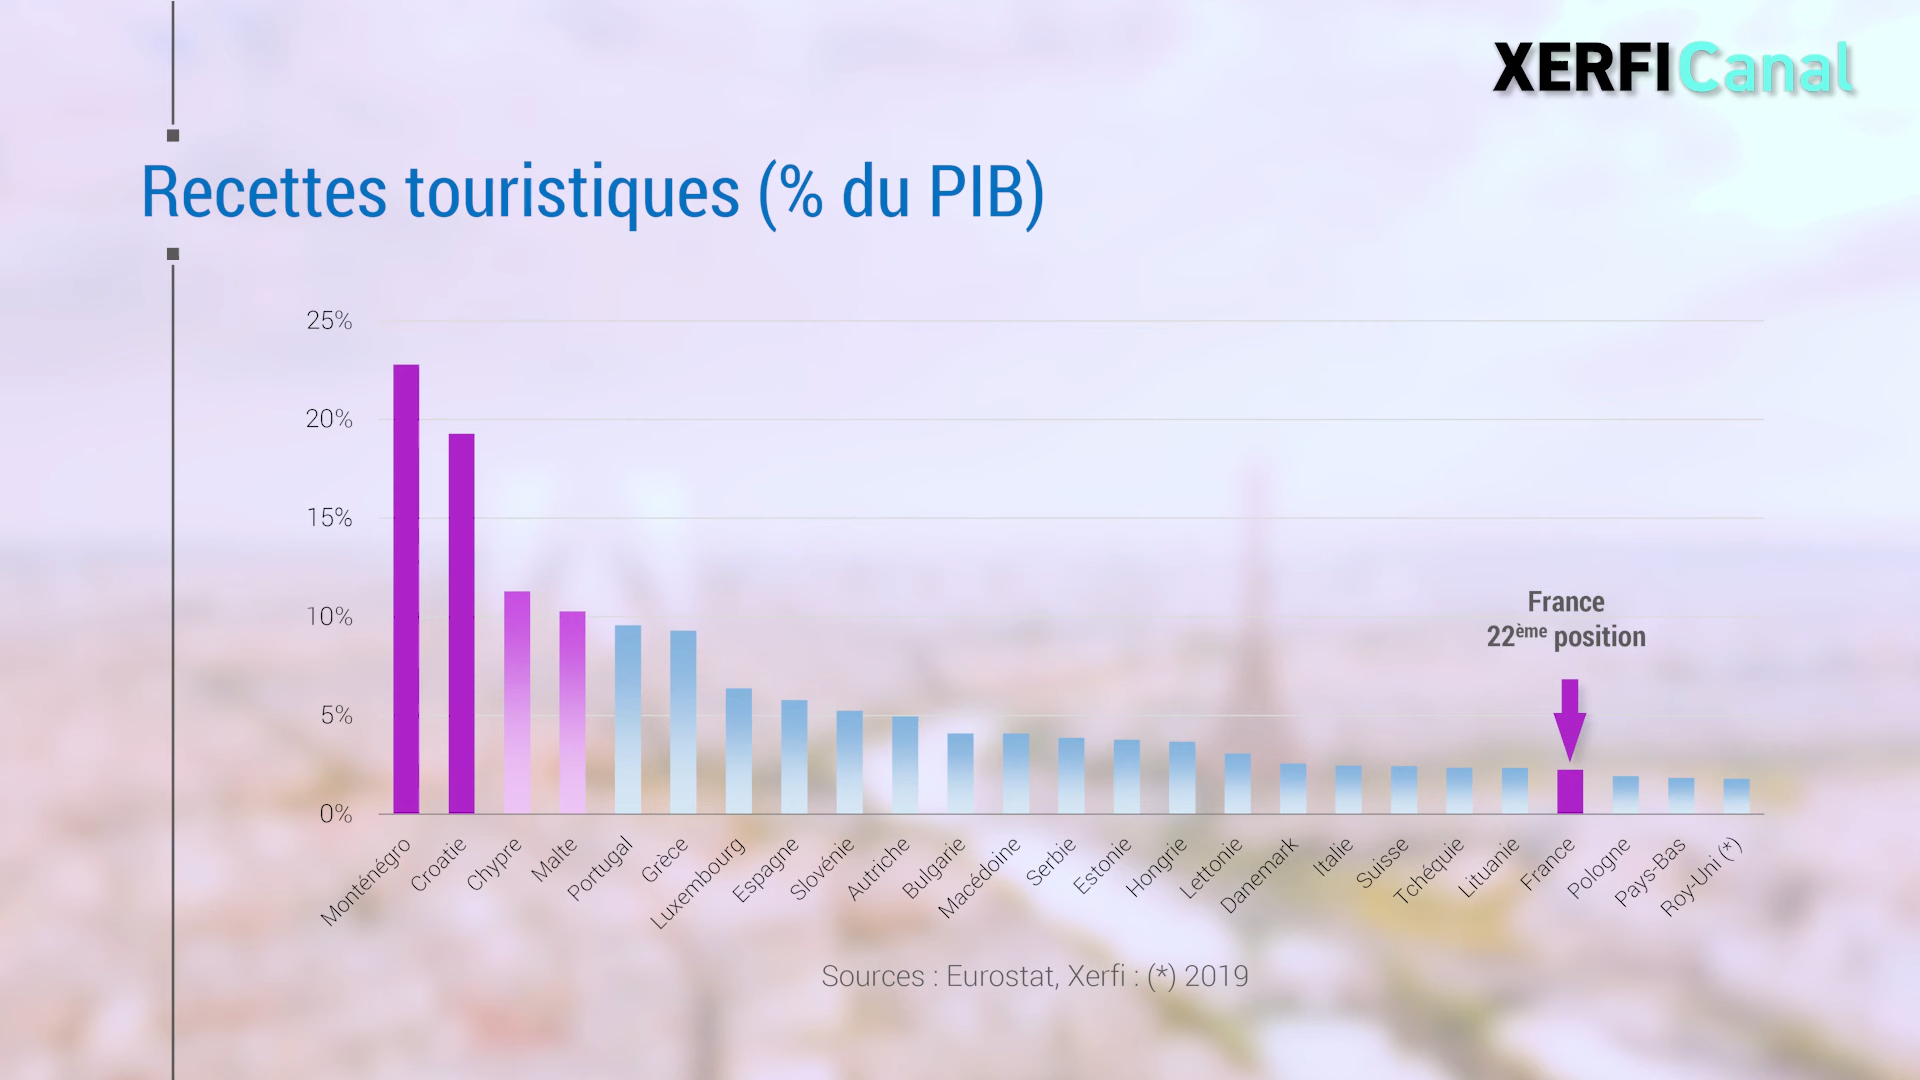 XERFI Canal
Recettes touristiques (% du PIB)
25%
20%
15%
10%
5%
0%
France
22ème position
Monténégro
Croatie
Chypre
Malte
Portugal
Grèce
Luxembourg
Espagne
Slovénie
Autriche
Bulgarie
Macédoine
Serbie
Estonie
Hongrie
Lettonie
Danemark
Italie
Suisse
Tchéquie
Lituanie
France
Pologne
Pays-Bas
Roy-Uni (*)
Sources : Eurostat, Xerfi : (*) 2019